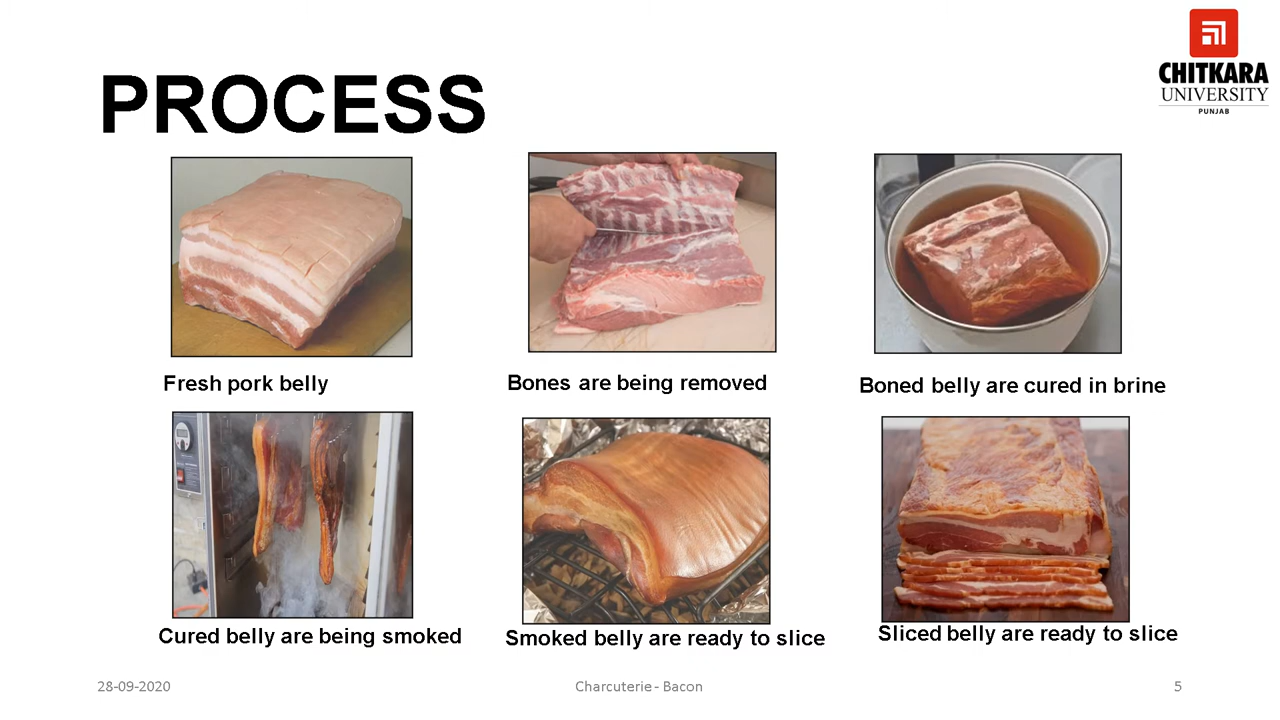 CHITKARA
UNIVERSITY
PUNJAB
PROCESS
Fresh pork belly
Bones are being removed
Boned belly are cured in brine
Cured belly are being smoked
Smoked belly are ready to slice
Sliced belly are ready to slice
28-09-2020
Charcuterie - Bacon
5